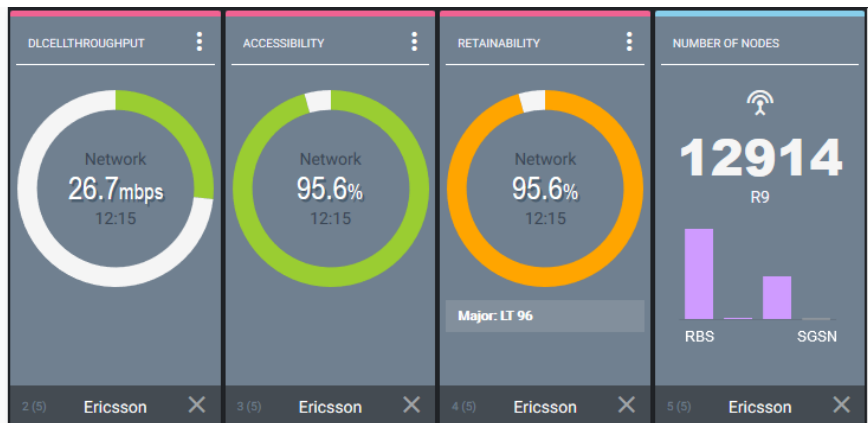 DLCELLTHROUGHPUT
Network
26.7mbps
12:15
2 (5)
Ericsson
ACCESSIBILITY
Network
95.6%
12:15
3 (5)
Ericsson
RETAINABILITY
Network
95.6%
12:15
Major: LT 96
4 (5)
Ericsson
NUMBER OF NODES
12914
R9
RBS SGSN
5 (5)
Ericsson